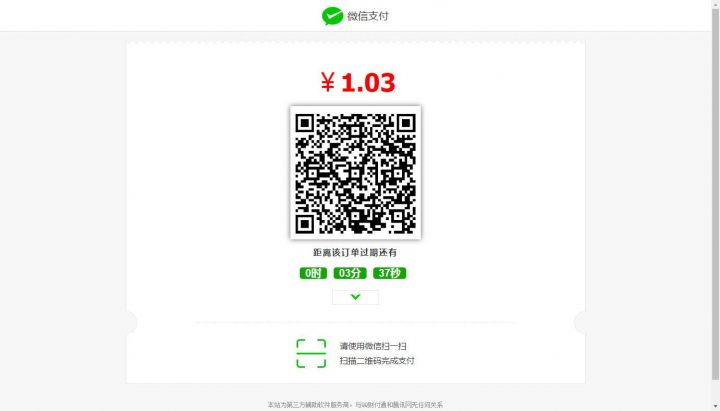 微信支付
￥1.03
距离该订单过期还有
0时 03分 37秒
请使用微信扫一扫
扫描二维码完成支付
本站为第三方辅助软件服务商，与财付通和腾讯网无任何关系